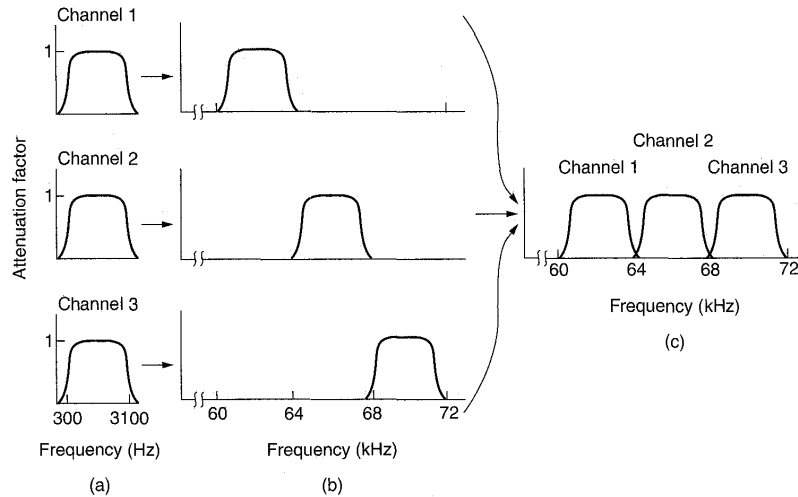 Channel 1
1
Channel 2
1
Attenuation factor
Channel 3
1
300 3100
Frequency (Hz)
(a)
60 64 68 72
Frequency (kHz)
(b)
Channel 2
Channel 1 Channel 3
60 64 68 72
Frequency (kHz)
(c)